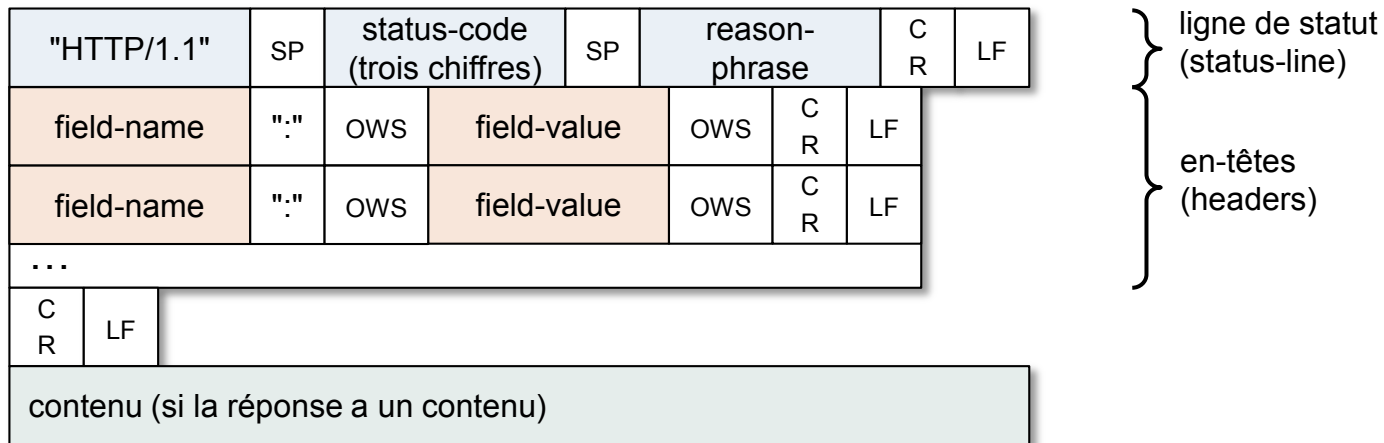 "HTTP/1.1" SP status-code (trois chiffres) SP reason-phrase CR LF
ligne de statut
(status-line)
field-name ":" OWS field-value OWS CR LF
field-name ":" OWS field-value OWS CR LF
en-têtes
(headers)
...
CR LF
contenu (si la réponse a un contenu)